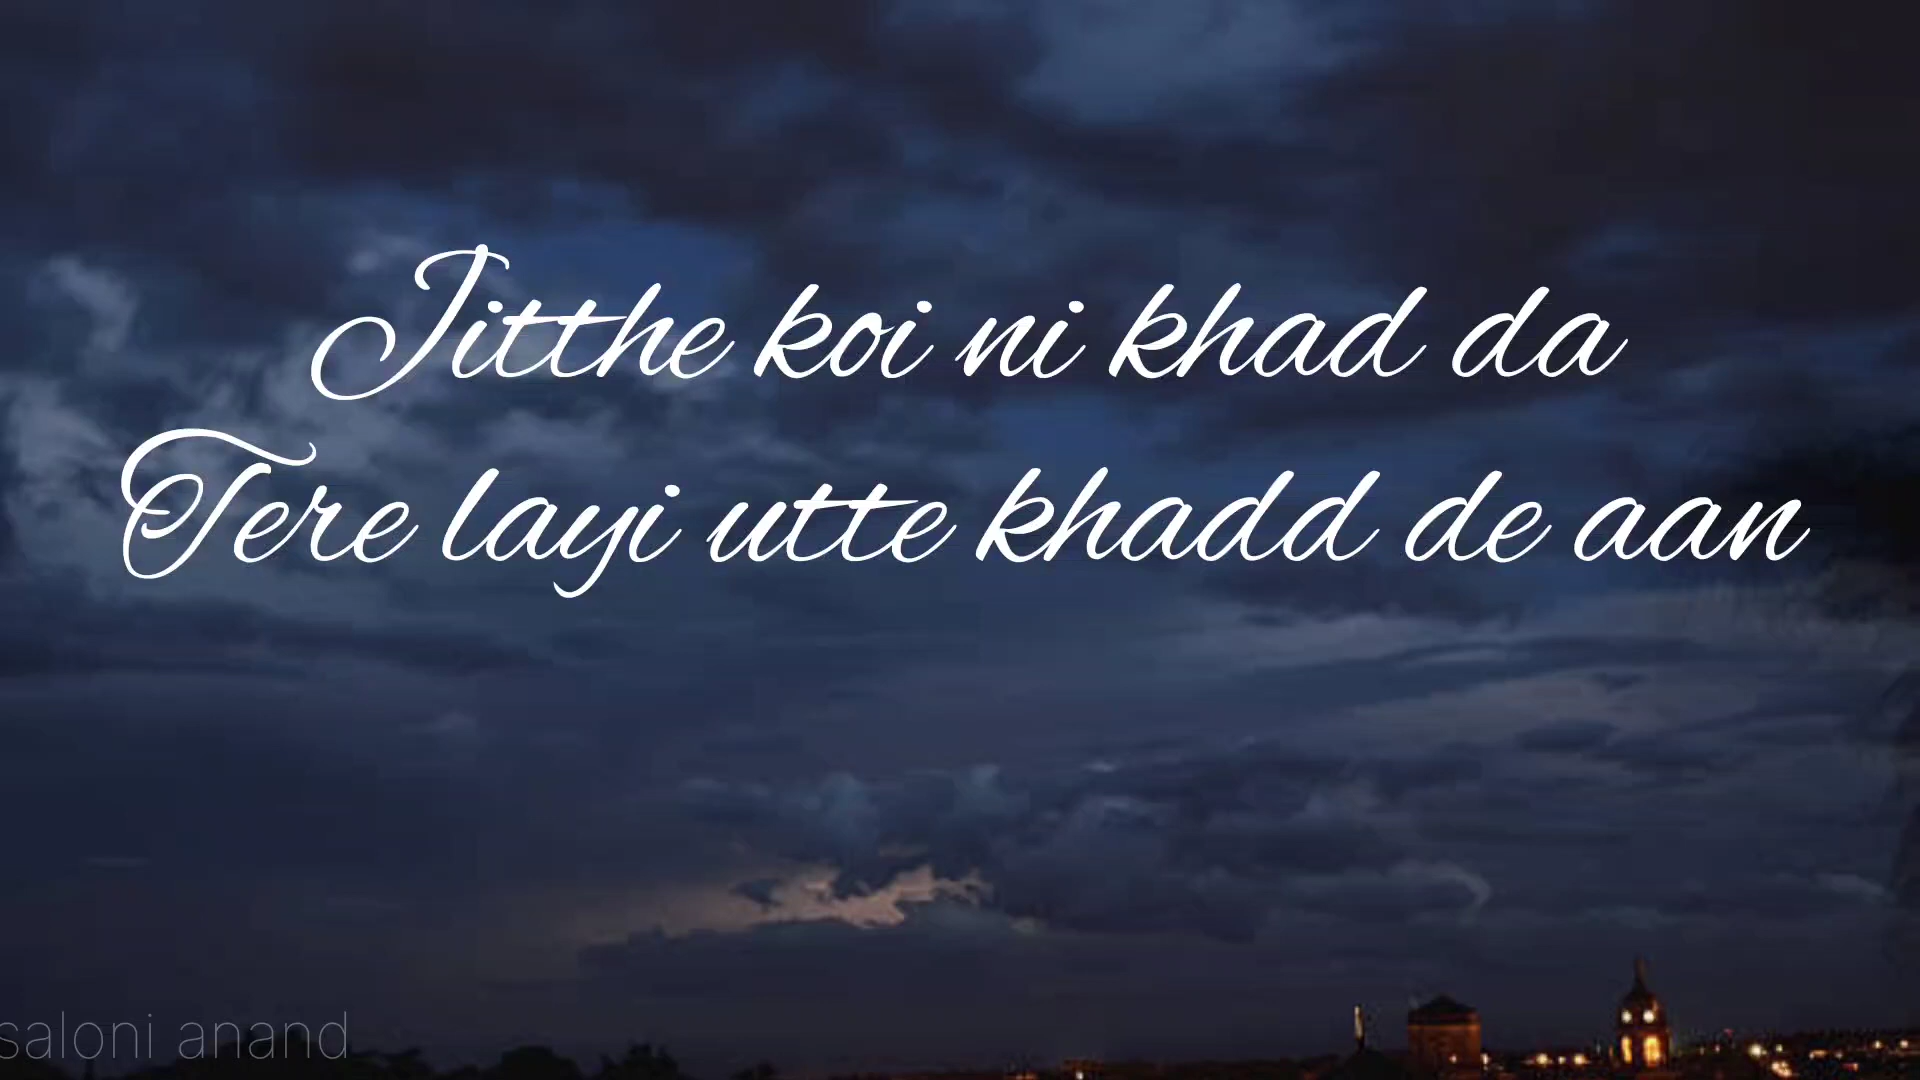 Jitthe koi ni khad da
Tere layi utte khadd de aan
saloni anand